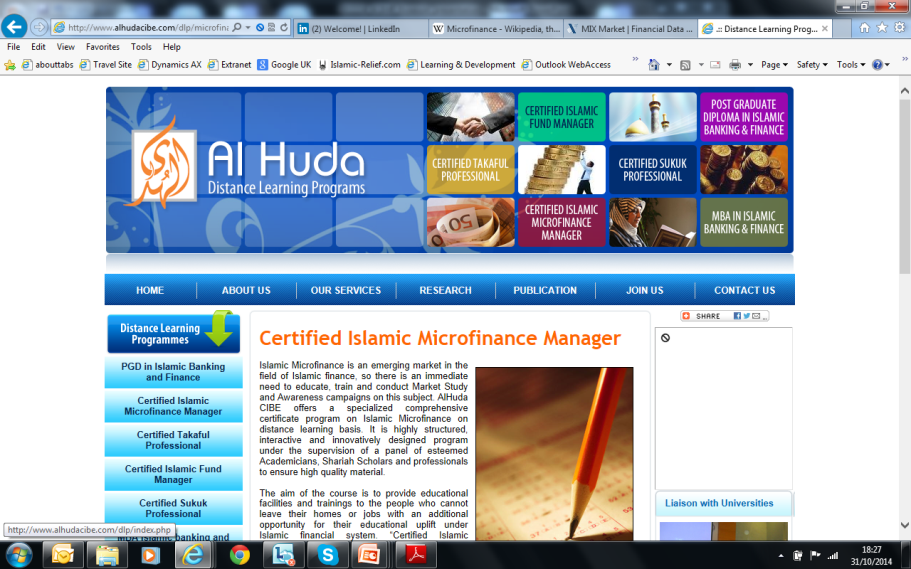 http://www.alhudacibe.com/dlp/microfina
(2) Welcome! | LinkedIn
Microfinance - Wikipedia, th...
MIX Market | Financial Data ...
.:: Distance Learning Prog...
File Edit View Favorites Tools Help
abouttabs Travel Site Dynamics AX Extranet Google UK Islamic-Relief.com Learning & Development Outlook WebAccess
Page Safety Tools
الهدى
Al Huda
Distance Learning Programs
CERTIFIED ISLAMIC
FUND MANAGER
POST GRADUATE
DIPLOMA IN ISLAMIC
BANKING & FINANCE
CERTIFIED TAKAFUL
PROFESSIONAL
CERTIFIED SUKUK
PROFESSIONAL
CERTIFIED ISLAMIC
MICROFINANCE
MANAGER
MBA IN ISLAMIC
BANKING & FINANCE
HOME ABOUT US OUR SERVICES RESEARCH PUBLICATION JOIN US CONTACT US
Distance Learning
Programmes
PGD in Islamic Banking
and Finance
Certified Islamic
Microfinance Manager
Certified Takaful
Professional
Certified Islamic Fund
Manager
Certified Sukuk
Professional
MBA Islamic banking and
http://www.alhudacibe.com/dlp/index.php
Certified Islamic Microfinance Manager
Islamic Microfinance is an emerging market in the
field of Islamic finance, so there is an immediate
need to educate, train and conduct Market Study
and Awareness campaigns on this subject. AlHuda
CIBE offers a specialized comprehensive
certificate program on Islamic Microfinance on
distance learning basis. It is highly structured,
interactive and innovatively designed program
under the supervision of a panel of esteemed
Academicians, Shariah Scholars and professionals
to ensure high quality material.
The aim of the course is to provide educational
facilities and trainings to the people who cannot
leave their homes or jobs with an additional
opportunity for their educational uplift under
Islamic financial system. "Certified Islamic
SHARE
Liaison with Universities
18:27
31/10/2014